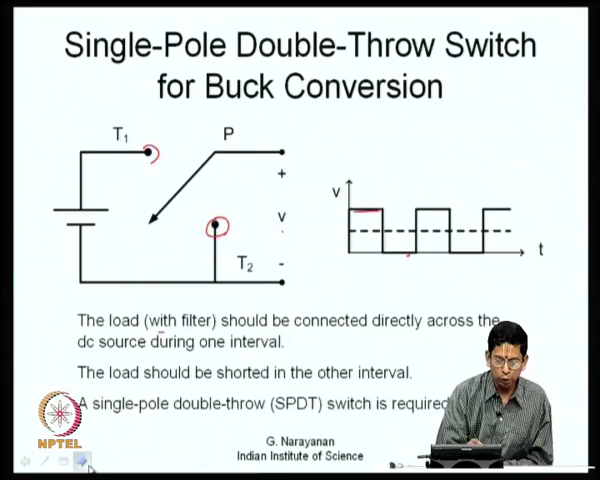 Single-Pole Double-Throw Switch
for Buck Conversion
T1
P
+
v
-
T2
v
t
The load (with filter) should be connected directly across the
dc source during one interval.
The load should be shorted in the other interval.
A single-pole double-throw (SPDT) switch is required
G. Narayanan
Indian Institute of Science
NPTEL